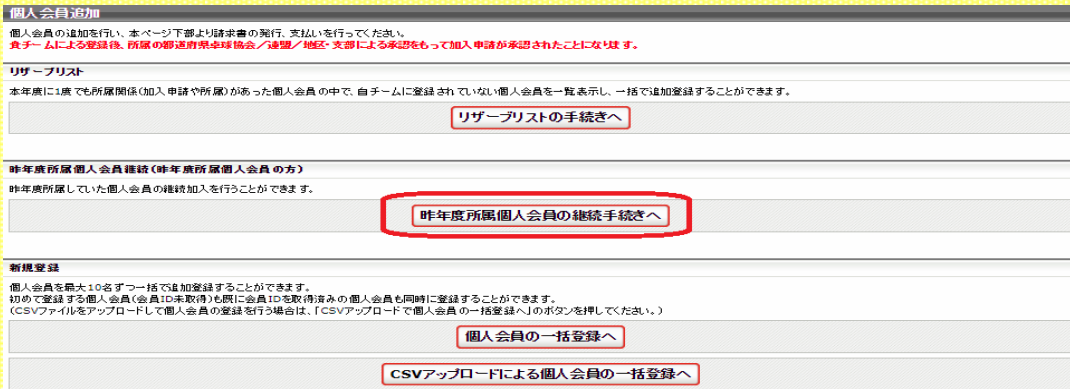 個人会員追加
個人会員の追加を行い、本ページ下部より請求書の発行、支払いを行ってください。
貴チームによる登録後、所属の都道府県卓球協会／連盟／地区・支部による承認をもって加入申請が承認されたことになります。
リザーブリスト
本年度に1度でも所属関係(加入申請や所属)があった個人会員の中で、自チームに登録されていない個人会員を一覧表示し、一括で追加登録することができます。
リザーブリストの手続きへ
昨年度所属個人会員継続(昨年度所属個人会員の方)
昨年度所属していた個人会員の継続加入を行うことができます。
昨年度所属個人会員の継続手続きへ
新規登録
個人会員を最大10名ずつ一括で追加登録することができます。
初めて登録する個人会員(会員ID未取得)も既に会員IDを取得済みの個人会員も同時に登録することができます。
(CSVファイルをアップロードして個人会員の登録を行う場合は、「CSVアップロードで個人会員の一括登録へ」のボタンを押してください。)
個人会員の一括登録へ
CSVアップロードによる個人会員の一括登録へ